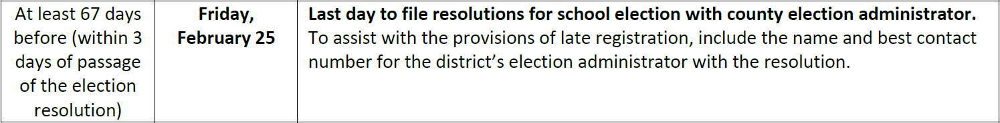 At least 67 days
before (within 3
days of passage
of the election
resolution)
Friday,
February 25
Last day to file resolutions for school election with county election administrator.
To assist with the provisions of late registration, include the name and best contact
number for the district’s election administrator with the resolution.